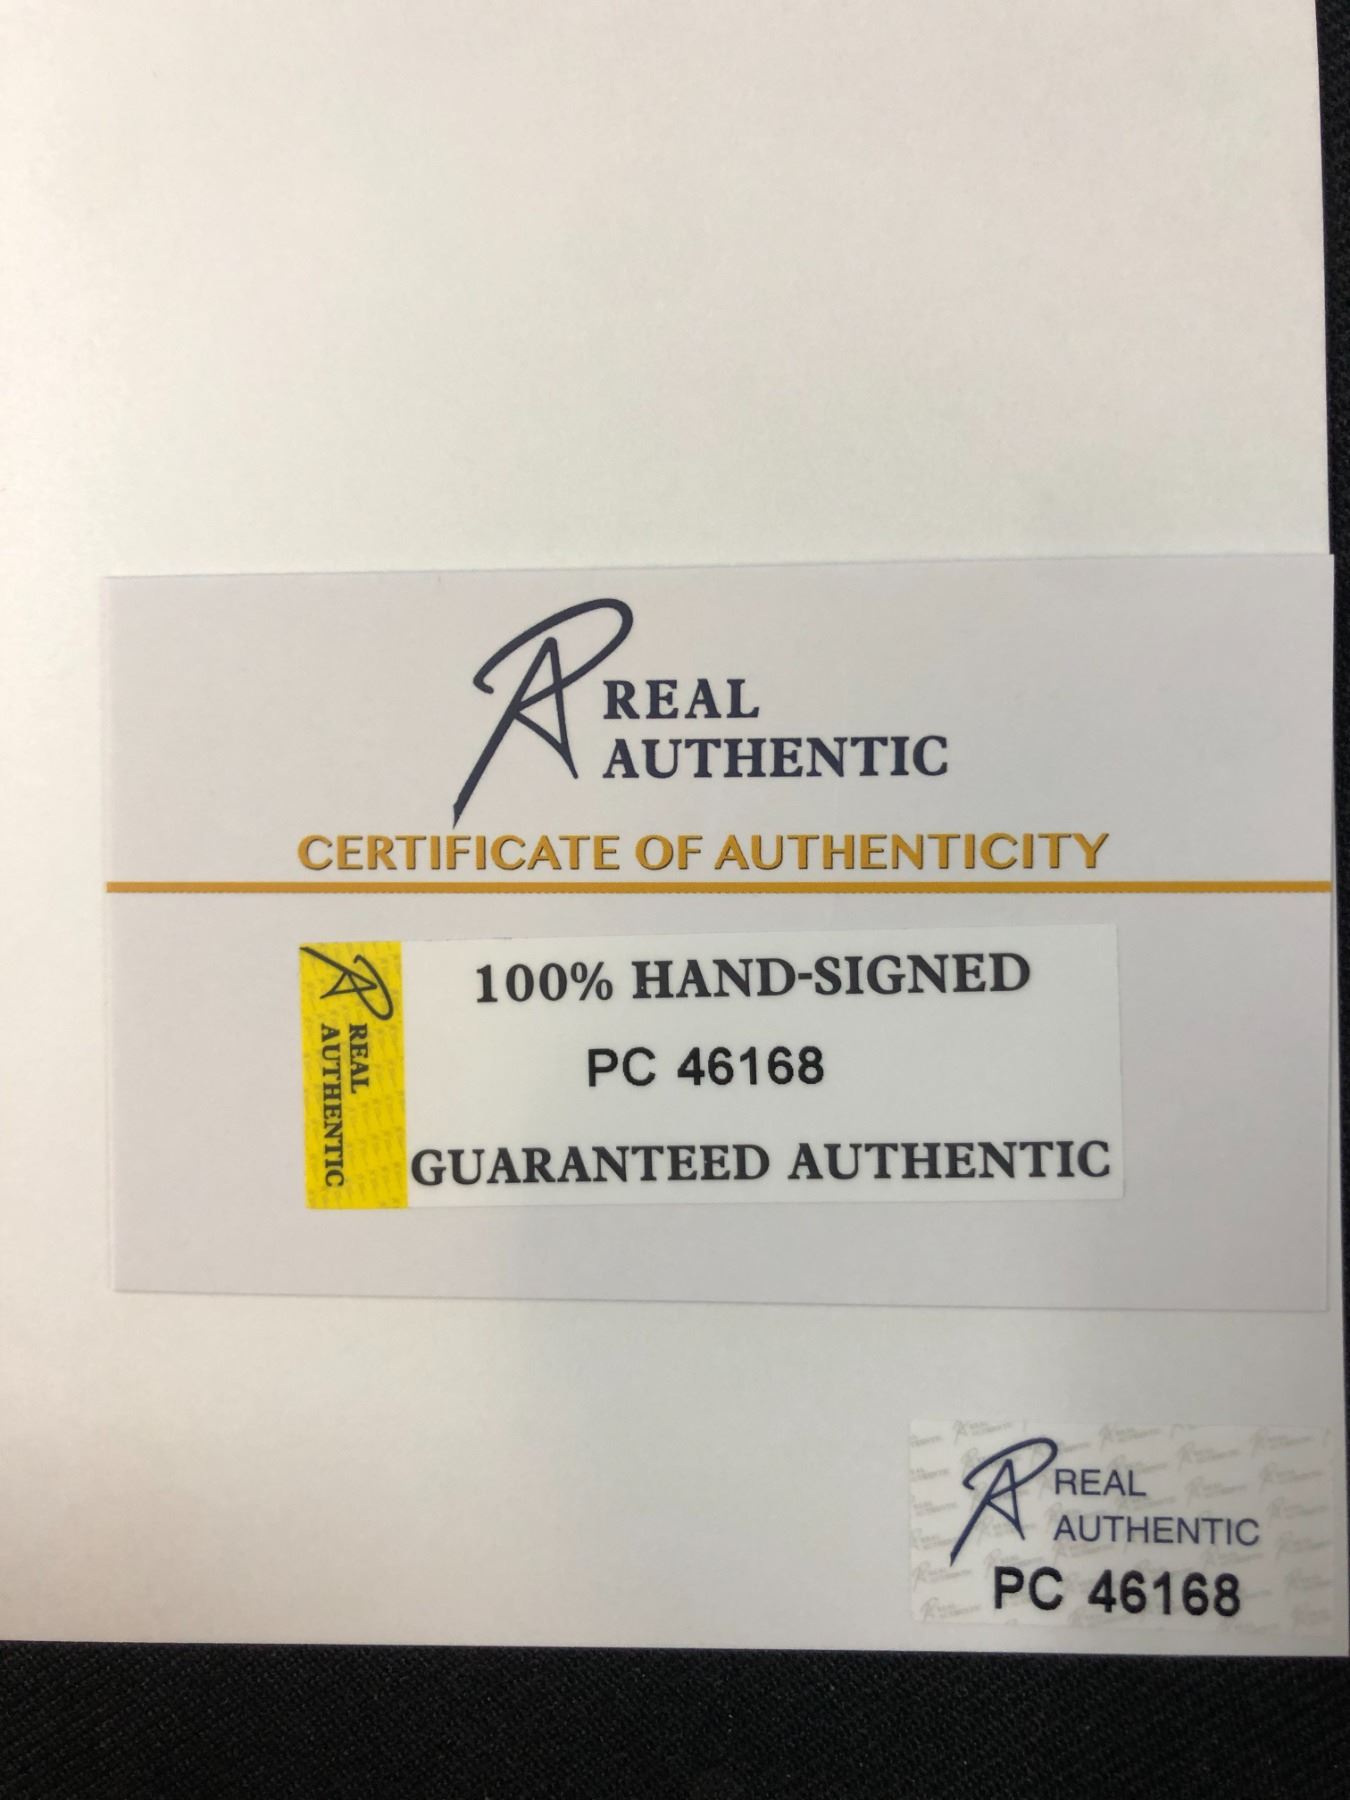 REAL
AUTHENTIC
CERTIFICATE OF AUTHENTICITY
REAL
AUTHENTIC
100% HAND-SIGNED
PC 46168
GUARANTEED AUTHENTIC
REAL
AUTHENTIC
PC 46168